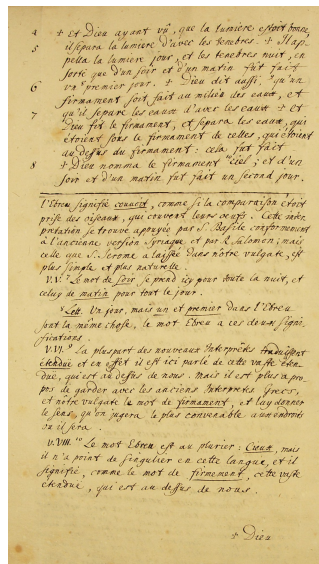 4 ‡ Et Dieu ayant vû, que la lumiere estoit bonne,
5 il separa la lumiere d'avec les tenebres. ‡ Il ap=
pella la lumiere jour, et les tenebres nuit, en
sorte que d'un soir et d'un matin fut fait
6 un premier jour. ‡ Dieu dit aussi, qu'un
firmament soit fait au milieu des eaux, et
7 qu'il separe les eaux d'avec les eaux ‡ Et
Dieu fit le firmament, et separa les eaux, qui
étoient sous le firmament de celles, qui étoient
au dessus du firmament: cela fut fait
8 ‡ Dieu nomma le firmament ciel; et d'un
soir et d'un matin fut fait un second jour.
l'Ebreu signifie couvoit, comme si la comparaison étoit
prise des oiseaux, qui couvent leurs oeufs. Cette inter
pretation se trouve appuyée par S. Basile conformement
à l'ancienne version Syriaque et par R. Salomon; mais
celle que S. Jerome a laissée dans nôtre vulgate, est
plus simple et plus naturelle.
V.V. Le mot de soir se prend icy pour toute la nuit, et
celuy de matin pour tout le jour.
Lett. Un jour, mais un et premier dans l'Ebreu
sont la même chose, le mot Ebreu a ces deux signi
fications.
V.VI. La pluspart des nouveaux Interprêtes traduisent
étendue et en effet il est ici parlé de cette vaste éten
due, qui est au dessus de nous. Mais il est plus à pro
pos de garder avec les anciens Interprets Grecs,
et nôtre vulgate le mot de firmament, et luy donner
le sens, qu'on jugera le plus convenable aux endroits
ou il sera.
V.VIII. Le mot Ebreu est au plurier: Cieux, mais
il n'a point de singulier en cette langue, et il
signifie, comme le mot de firmement, cette vaste
étendue, qui est au dessus de nous.
‡ Dieu